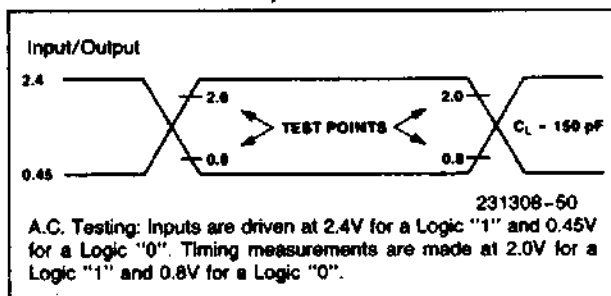 Input/Output
2.4
2.0
2.0
TEST POINTS
CL - 150 pF
0.8
0.8
0.45
231308-50
A.C. Testing: Inputs are driven at 2.4V for a Logic "1" and 0.45V
for a Logic "0". Timing measurements are made at 2.0V for a
Logic "1" and 0.8V for a Logic "0".